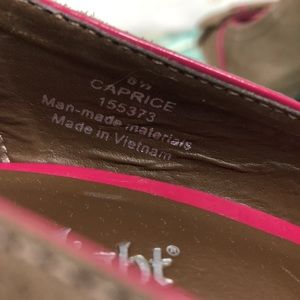 6½
CAPRICE
155373
Man-made materials
Made in Vietnam